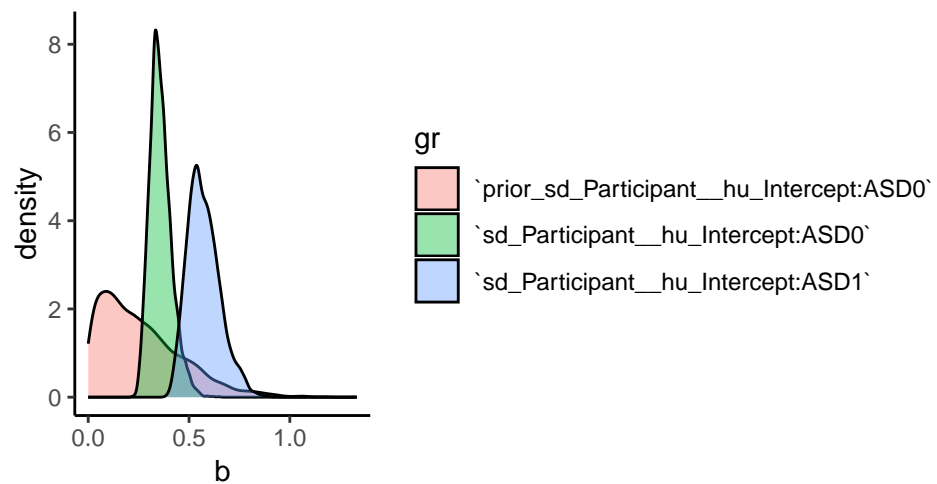 8
6
4
2
0
density
0.0 0.5 1.0
b
gr
`prior_sd_Participant__hu_Intercept:ASD0`
`sd_Participant__hu_Intercept:ASD0`
`sd_Participant__hu_Intercept:ASD1`